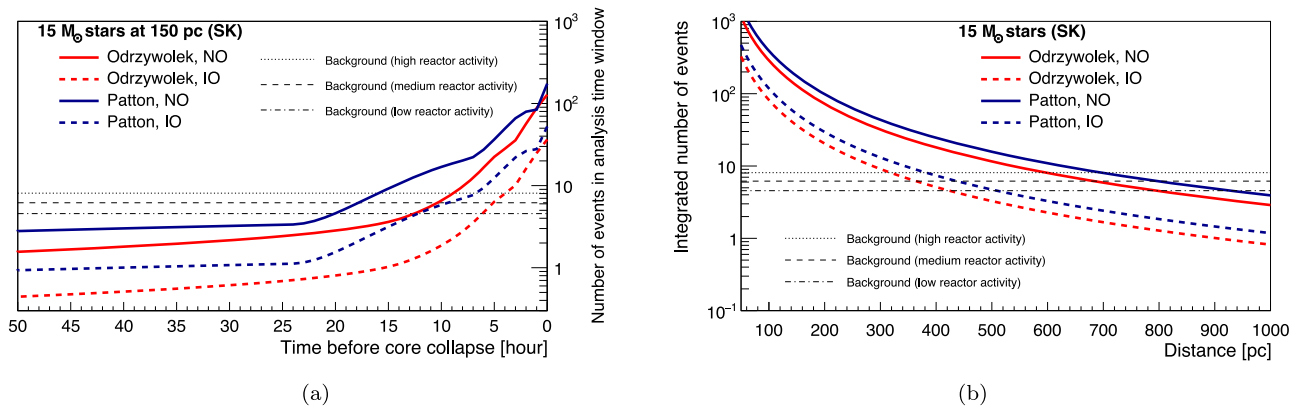 15 M⊙ stars at 150 pc (SK)
Odrzywolek, NO
Odrzywolek, IO
Patton, NO
Patton, IO
Background (high reactor activity)
Background (medium reactor activity)
Background (low reactor activity)
10³
10²
10
1
Number of events in analysis time window
50 45 40 35 30 25 20 15 10 5 0
Time before core collapse [hour]
(a)
15 M⊙ stars (SK)
Odrzywolek, NO
Odrzywolek, IO
Patton, NO
Patton, IO
Background (high reactor activity)
Background (medium reactor activity)
Background (low reactor activity)
Integrated number of events
10³
10²
10
1
10⁻¹
100 200 300 400 500 600 700 800 900 1000
Distance [pc]
(b)